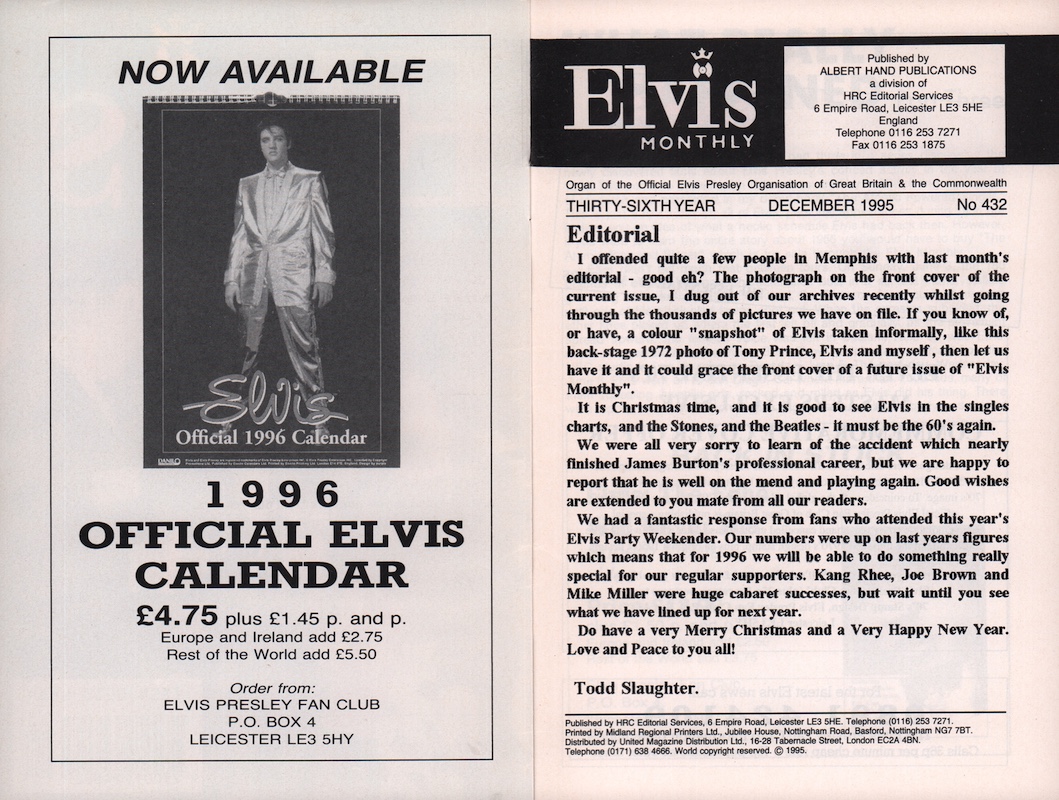 NOW AVAILABLE
Elvis
Official 1996 Calendar
DANILO
1996
OFFICIAL ELVIS
CALENDAR
£4.75 plus £1.45 p. and p.
Europe and Ireland add £2.75
Rest of the World add £5.50
Order from:
ELVIS PRESLEY FAN CLUB
P.O. BOX 4
LEICESTER LE3 5HY
Elvis
MONTHLY
Published by
ALBERT HAND PUBLICATIONS
a division of
HRC Editorial Services
6 Empire Road, Leicester LE3 5HE
England
Telephone 0116 253 7271
Fax 0116 253 1875
Organ of the Official Elvis Presley Organisation of Great Britain & the Commonwealth
THIRTY-SIXTH YEAR DECEMBER 1995 No 432
Editorial
I offended quite a few people in Memphis with last month's
editorial - good eh? The photograph on the front cover of the
current issue, I dug out of our archives recently whilst going
through the thousands of pictures we have on file. If you know of,
or have, a colour "snapshot" of Elvis taken informally, like this
back-stage 1972 photo of Tony Prince, Elvis and myself, then let us
have it and it could grace the front cover of a future issue of "Elvis
Monthly".
It is Christmas time, and it is good to see Elvis in the singles
charts, and the Stones, and the Beatles - it must be the 60's again.
We were all very sorry to learn of the accident which nearly
finished James Burton's professional career, but we are happy to
report that he is well on the mend and playing again. Good wishes
are extended to you mate from all our readers.
We had a fantastic response from fans who attended this year's
Elvis Party Weekender. Our numbers were up on last years figures
which means that for 1996 we will be able to do something really
special for our regular supporters. Kang Rhee, Joe Brown and
Mike Miller were huge cabaret successes, but wait until you see
what we have lined up for next year.
Do have a very Merry Christmas and a Very Happy New Year.
Love and Peace to you all!
Todd Slaughter.
Published by HRC Editorial Services, 6 Empire Road, Leicester LE3 5HE. Telephone (0116) 253 7271.
Printed by Midland Regional Printers Ltd., Jubilee House, Nottingham Road, Basford, Nottingham NG7 7BT.
Distributed by United Magazine Distribution Ltd., 16-28 Tabernacle Street, London EC2A 4BN.
Telephone (0171) 638 4666. World copyright reserved. © 1995.